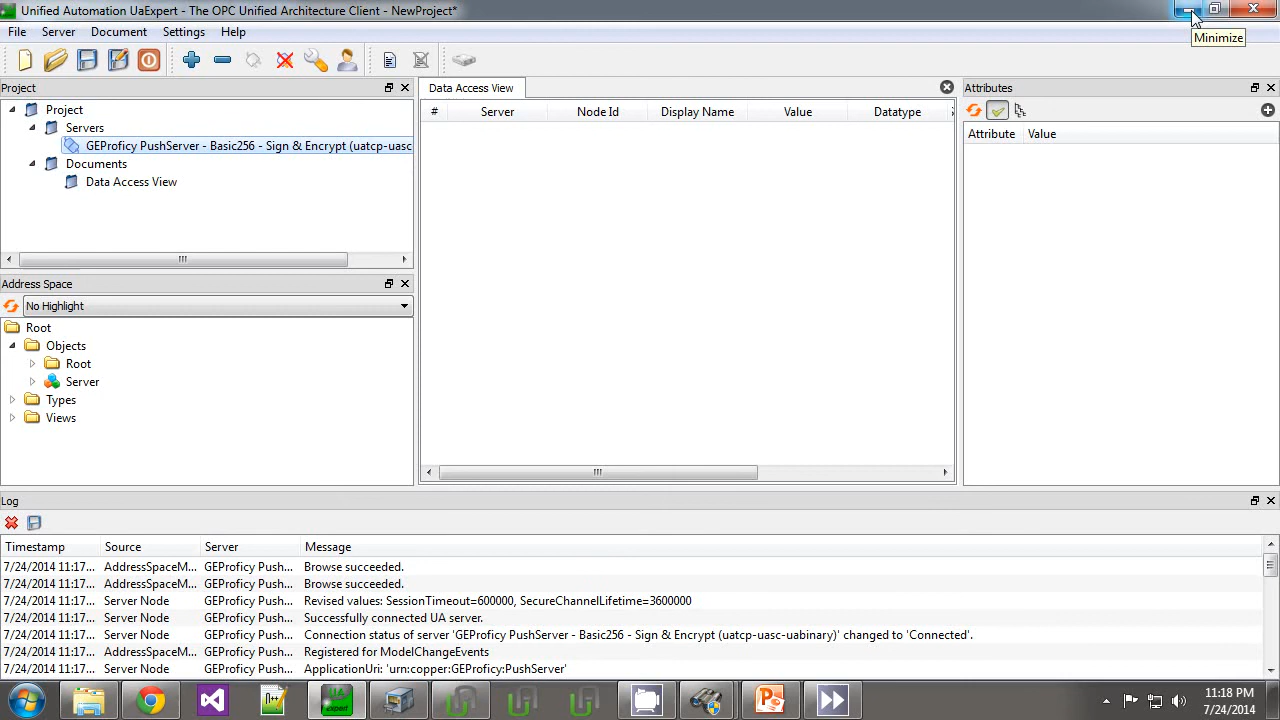 Unified Automation UaExpert - The OPC Unified Architecture Client - NewProject*
Minimize
File Server Document Settings Help
Project
Project
Servers
GEProficy PushServer - Basic256 - Sign & Encrypt (uatcp-uasc
Documents
Data Access View
Address Space
No Highlight
Root
Objects
Root
Server
Types
Views
Data Access View
# Server Node Id Display Name Value Datatype
Attributes
Attribute Value
Log
Timestamp Source Server Message
7/24/2014 11:17... AddressSpaceM... GEProficy Push... Browse succeeded.
7/24/2014 11:17... AddressSpaceM... GEProficy Push... Browse succeeded.
7/24/2014 11:17... Server Node GEProficy Push... Revised values: SessionTimeout=600000, SecureChannelLifetime=3600000
7/24/2014 11:17... Server Node GEProficy Push... Successfully connected UA server.
7/24/2014 11:17... Server Node GEProficy Push... Connection status of server 'GEProficy PushServer - Basic256 - Sign & Encrypt (uatcp-uasc-uabinary)' changed to 'Connected'.
7/24/2014 11:17... AddressSpaceM... GEProficy Push... Registered for ModelChangeEvents
7/24/2014 11:17... Server Node GEProficy Push... ApplicationUri: 'urn:copper:GEProficy:PushServer'
UA
Expert
11:18 PM
7/24/2014